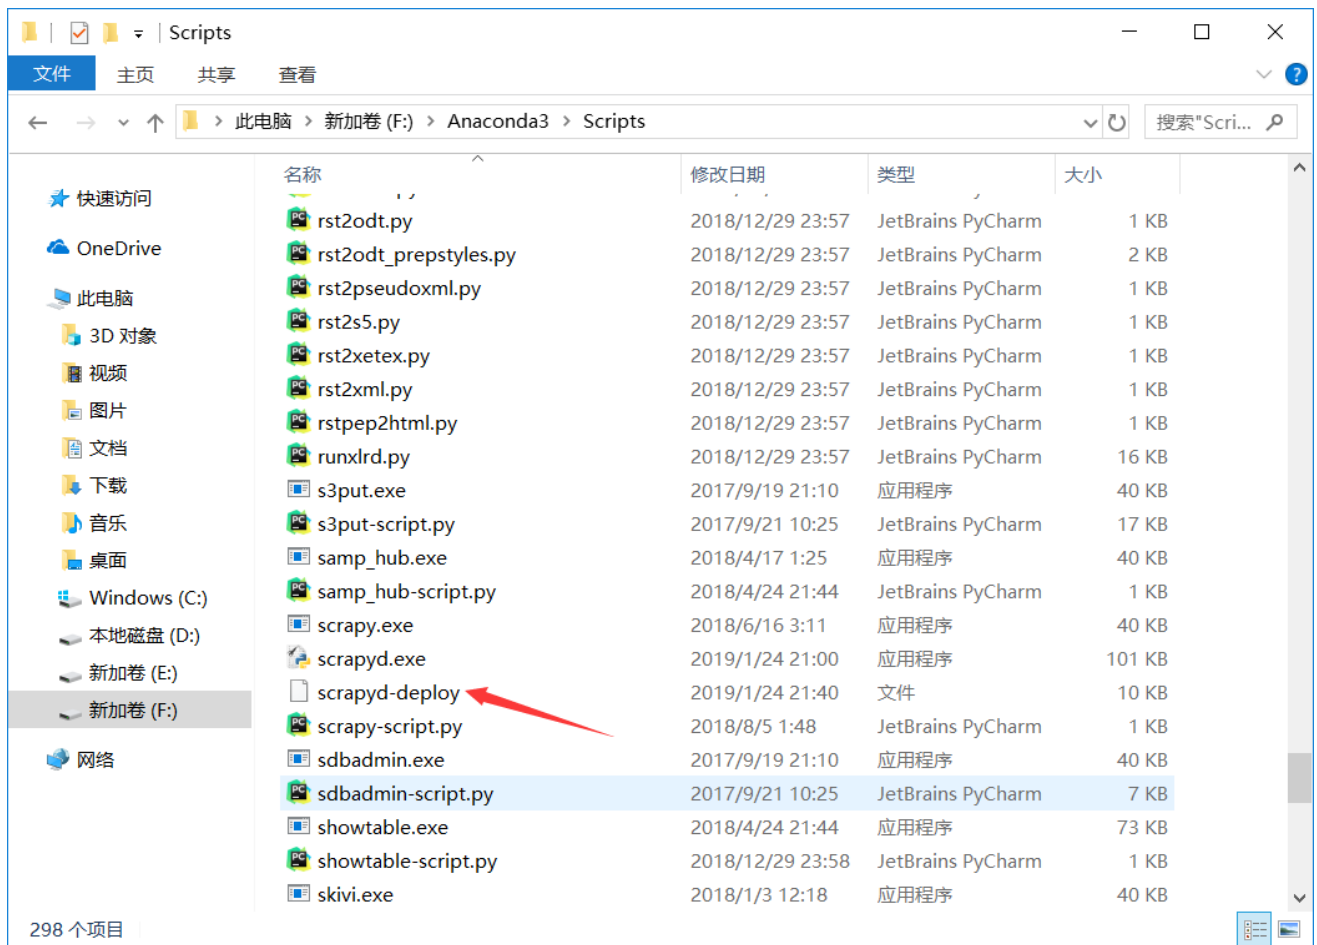 Scripts
文件 主页 共享 查看
此电脑 新加卷 (F:) Anaconda3 Scripts 搜索"Scri...
名称 修改日期 类型 大小
快速访问
OneDrive
此电脑
3D 对象
视频
图片
文档
下载
音乐
桌面
Windows (C:)
本地磁盘 (D:)
新加卷 (E:)
新加卷 (F:)
网络
rst2odt.py 2018/12/29 23:57 JetBrains PyCharm 1 KB
rst2odt_prepstyles.py 2018/12/29 23:57 JetBrains PyCharm 2 KB
rst2pseudoxml.py 2018/12/29 23:57 JetBrains PyCharm 1 KB
rst2s5.py 2018/12/29 23:57 JetBrains PyCharm 1 KB
rst2xetex.py 2018/12/29 23:57 JetBrains PyCharm 1 KB
rst2xml.py 2018/12/29 23:57 JetBrains PyCharm 1 KB
rstpep2html.py 2018/12/29 23:57 JetBrains PyCharm 1 KB
runxlrd.py 2018/12/29 23:57 JetBrains PyCharm 16 KB
s3put.exe 2017/9/19 21:10 应用程序 40 KB
s3put-script.py 2017/9/21 10:25 JetBrains PyCharm 17 KB
samp_hub.exe 2018/4/17 1:25 应用程序 40 KB
samp_hub-script.py 2018/4/24 21:44 JetBrains PyCharm 1 KB
scrapy.exe 2018/6/16 3:11 应用程序 40 KB
scrapyd.exe 2019/1/24 21:00 应用程序 101 KB
scrapyd-deploy 2019/1/24 21:40 文件 10 KB
scrapy-script.py 2018/8/5 1:48 JetBrains PyCharm 1 KB
sdbadmin.exe 2017/9/19 21:10 应用程序 40 KB
sdbadmin-script.py 2017/9/21 10:25 JetBrains PyCharm 7 KB
showtable.exe 2018/4/24 21:44 应用程序 73 KB
showtable-script.py 2018/12/29 23:58 JetBrains PyCharm 1 KB
skivi.exe 2018/1/3 12:18 应用程序 40 KB
298 个项目